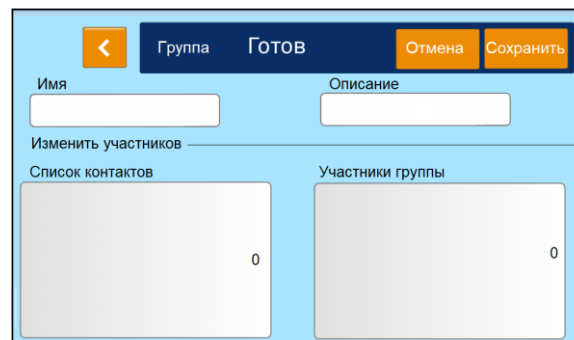 Группа Готов Отмена Сохранить
Имя Описание
Изменить участников
Список контактов Участники группы
0 0